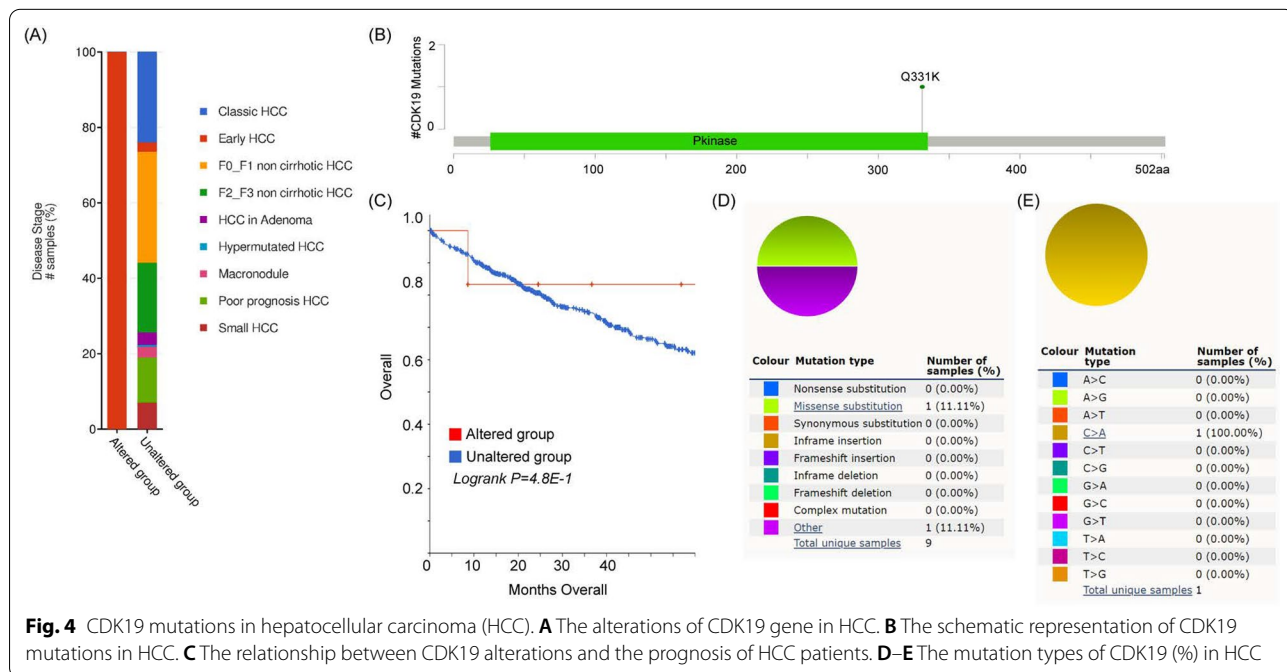 (A)
100
80
60
40
20
0
Disease Stage
# samples (%)
Altered group
Unaltered group
Classic HCC
Early HCC
F0_F1 non cirrhotic HCC
F2_F3 non cirrhotic HCC
HCC in Adenoma
Hypermutated HCC
Macronodule
Poor prognosis HCC
Small HCC
(B)
#CDK19 Mutations
2
0
Q331K
Pkinase
0 100 200 300 400 502aa
(C)
1.0
0.8
0.6
0.4
0.2
Overall
Altered group
Unaltered group
Logrank P=4.8E-1
0 10 20 30 40
Months Overall
(D)
Colour Mutation type Number of
samples (%)
Nonsense substitution 0 (0.00%)
Missense substitution 1 (11.11%)
Synonymous substitution 0 (0.00%)
Inframe insertion 0 (0.00%)
Frameshift insertion 0 (0.00%)
Inframe deletion 0 (0.00%)
Frameshift deletion 0 (0.00%)
Complex mutation 0 (0.00%)
Other 1 (11.11%)
Total unique samples 9
(E)
Colour Mutation Number of
type samples (%)
A>C 0 (0.00%)
A>G 0 (0.00%)
A>T 0 (0.00%)
C>A 1 (100.00%)
C>T 0 (0.00%)
C>G 0 (0.00%)
G>A 0 (0.00%)
G>C 0 (0.00%)
G>T 0 (0.00%)
T>A 0 (0.00%)
T>C 0 (0.00%)
T>G 0 (0.00%)
Total unique samples 1
Fig. 4 CDK19 mutations in hepatocellular carcinoma (HCC). A The alterations of CDK19 gene in HCC. B The schematic representation of CDK19
mutations in HCC. C The relationship between CDK19 alterations and the prognosis of HCC patients. D–E The mutation types of CDK19 (%) in HCC